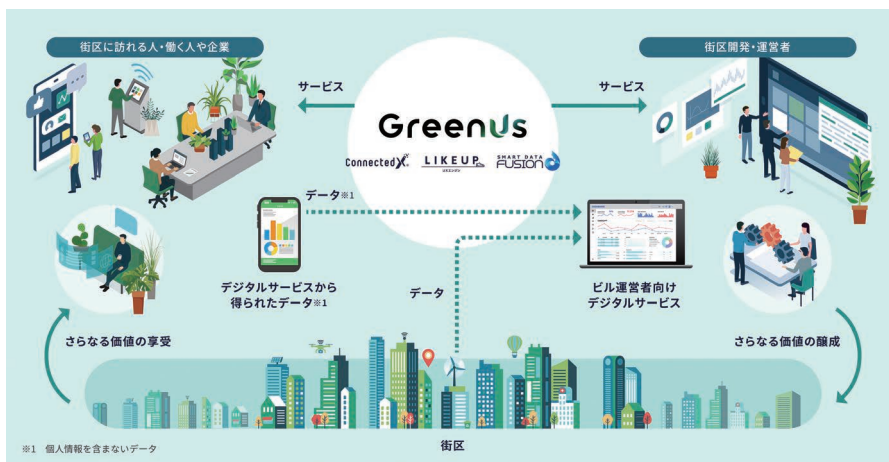 街区に訪れる人・働く人や企業
街区開発・運営者
サービス
サービス
GreenUs
ConnectedX
LIKEUP
SMART DATA
FUSION
データ※1
デジタルサービスから
得られたデータ※1
データ
ビル運営者向け
デジタルサービス
さらなる価値の享受
さらなる価値の醸成
街区
※1 個人情報を含まないデータ